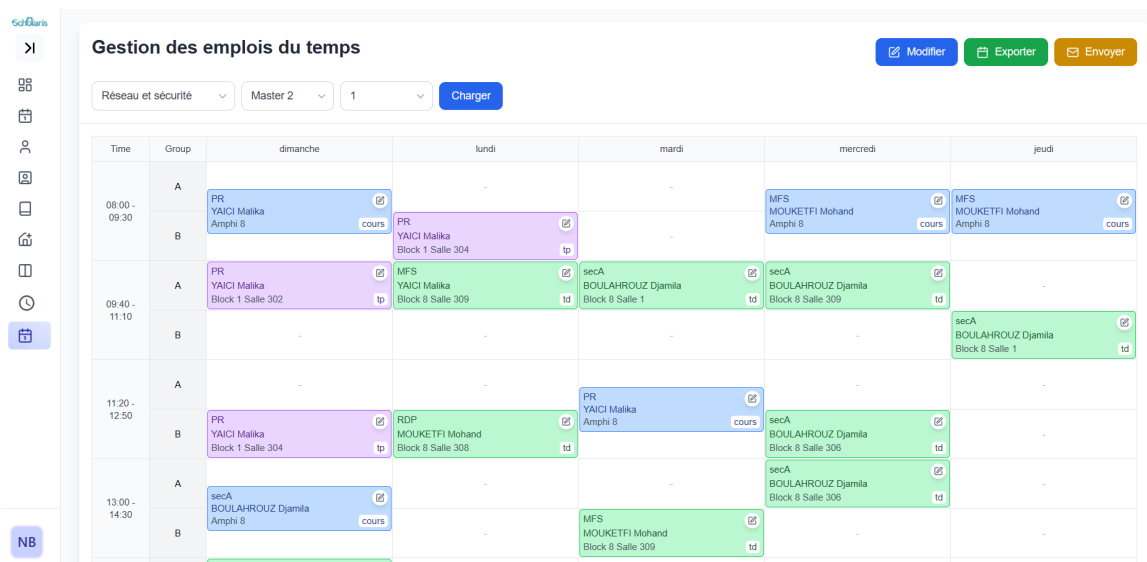 Scholaris
Gestion des emplois du temps
Modifier
Exporter
Envoyer
Réseau et sécurité
Master 2
1
Charger
Time
Group
dimanche
lundi
mardi
mercredi
jeudi
08:00 -
09:30
A
-
-
PR
YAICI Malika
Amphi 8
cours
MFS
MOUKETFI Mohand
Amphi 8
cours
MFS
MOUKETFI Mohand
Amphi 8
cours
B
PR
YAICI Malika
Block 1 Salle 304
tp
-
09:40 -
11:10
A
PR
YAICI Malika
Block 1 Salle 302
tp
MFS
YAICI Malika
Block 8 Salle 309
td
secA
BOULAHROUZ Djamila
Block 8 Salle 1
td
secA
BOULAHROUZ Djamila
Block 8 Salle 309
td
-
B
-
-
-
-
secA
BOULAHROUZ Djamila
Block 8 Salle 1
td
11:20 -
12:50
A
-
-
PR
YAICI Malika
Amphi 8
cours
-
-
B
PR
YAICI Malika
Block 1 Salle 304
tp
RDP
MOUKETFI Mohand
Block 8 Salle 308
td
secA
BOULAHROUZ Djamila
Block 8 Salle 306
td
-
13:00 -
14:30
A
secA
BOULAHROUZ Djamila
Amphi 8
cours
-
-
secA
BOULAHROUZ Djamila
Block 8 Salle 306
td
-
B
-
MFS
MOUKETFI Mohand
Block 8 Salle 309
td
-
-
NB